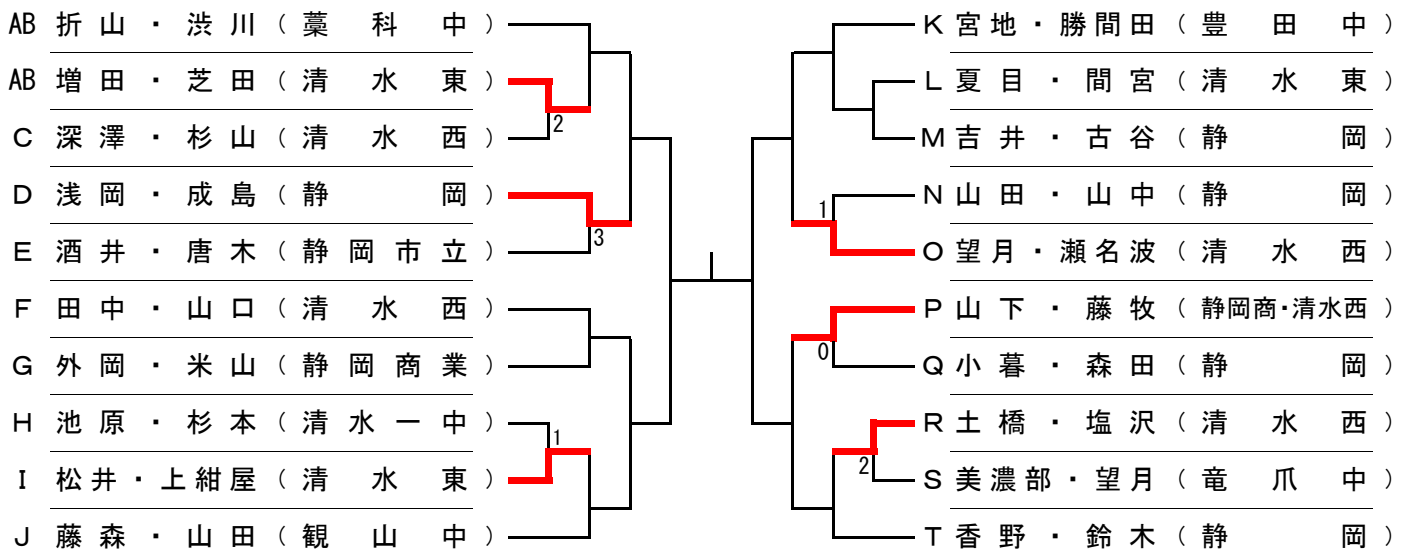 AB 折山・渋川（藁科中）
AB 増田・芝田（清水東）
2
C 深澤・杉山（清水西）
D 浅岡・成島（静岡）
3
E 酒井・唐木（静岡市立）
F 田中・山口（清水西）
G 外岡・米山（静岡商業）
H 池原・杉本（清水一中）
1
I 松井・上紺屋（清水東）
J 藤森・山田（観山中）
K 宮地・勝間田（豊田中）
L 夏目・間宮（清水東）
M 吉井・古谷（静岡）
N 山田・山中（静岡）
1
O 望月・瀬名波（清水西）
P 山下・藤牧（静岡商・清水西）
0
Q 小暮・森田（静岡）
R 土橋・塩沢（清水西）
2
S 美濃部・望月（竜爪中）
T 香野・鈴木（静岡）